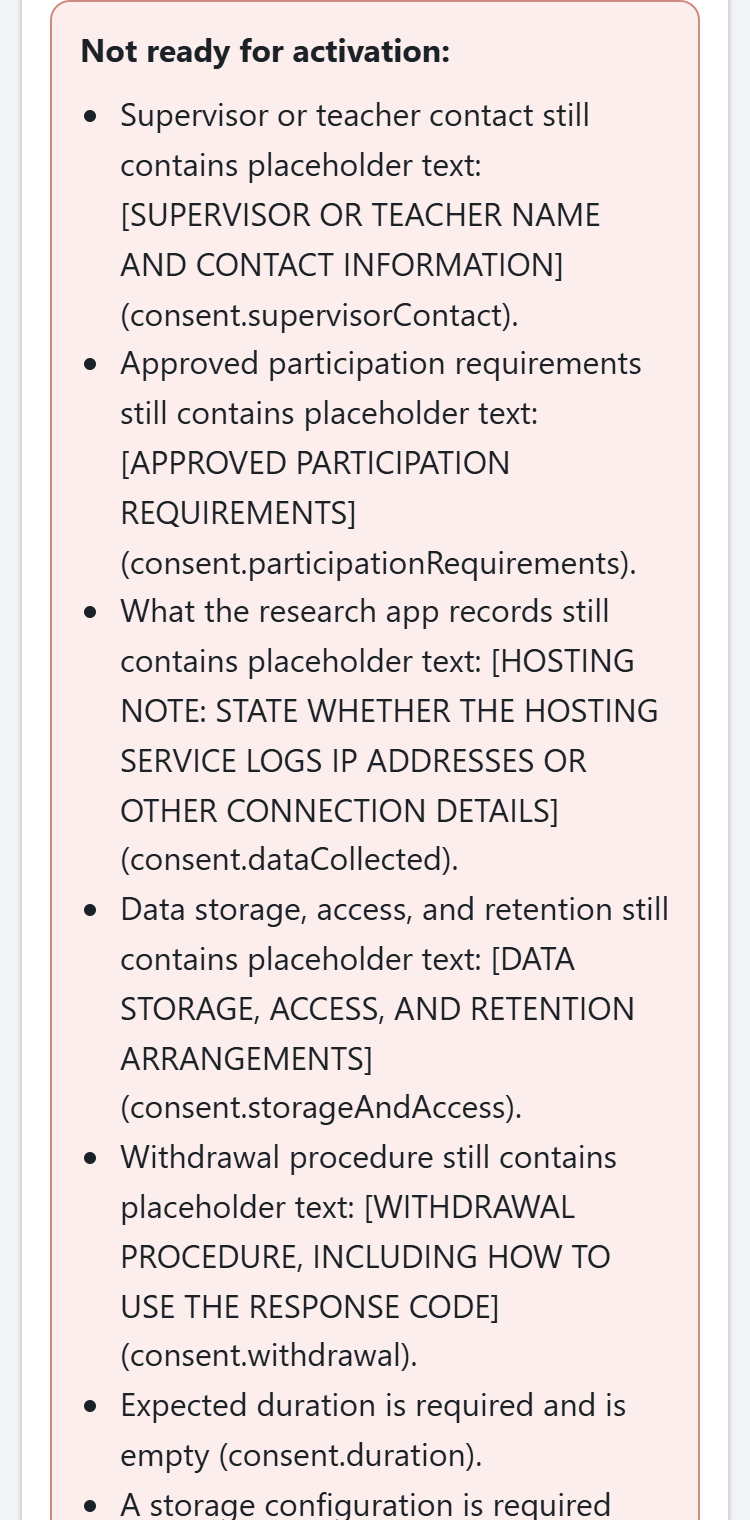 Not ready for activation:
• Supervisor or teacher contact still
contains placeholder text:
[SUPERVISOR OR TEACHER NAME
AND CONTACT INFORMATION]
(consent.supervisorContact).
• Approved participation requirements
still contains placeholder text:
[APPROVED PARTICIPATION
REQUIREMENTS]
(consent.participationRequirements).
• What the research app records still
contains placeholder text: [HOSTING
NOTE: STATE WHETHER THE HOSTING
SERVICE LOGS IP ADDRESSES OR
OTHER CONNECTION DETAILS]
(consent.dataCollected).
• Data storage, access, and retention still
contains placeholder text: [DATA
STORAGE, ACCESS, AND RETENTION
ARRANGEMENTS]
(consent.storageAndAccess).
• Withdrawal procedure still contains
placeholder text: [WITHDRAWAL
PROCEDURE, INCLUDING HOW TO
USE THE RESPONSE CODE]
(consent.withdrawal).
• Expected duration is required and is
empty (consent.duration).
• A storage configuration is required